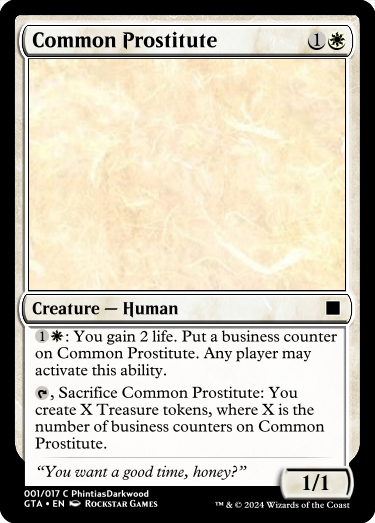 Common Prostitute 1
Creature — Human
1 : You gain 2 life. Put a business counter
on Common Prostitute. Any player may
activate this ability.
, Sacrifice Common Prostitute: You
create X Treasure tokens, where X is the
number of business counters on Common
Prostitute.
“You want a good time, honey?”
1/1
001/017 C PhintiasDarkwood
GTA • EN Rockstar Games
™ & © 2024 Wizards of the Coast